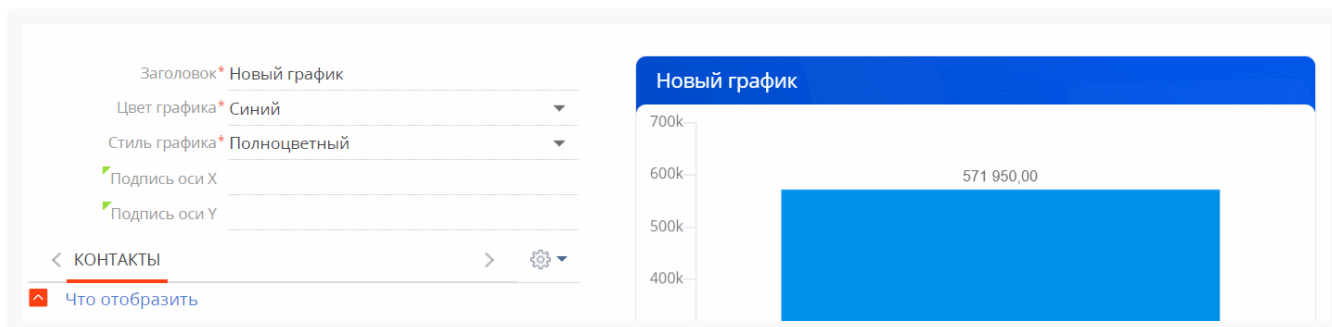 Заголовок* Новый график
Цвет графика* Синий
Стиль графика* Полноцветный
Подпись оси X
Подпись оси Y
КОНТАКТЫ
Что отобразить
Новый график
700k
600k
571 950,00
500k
400k